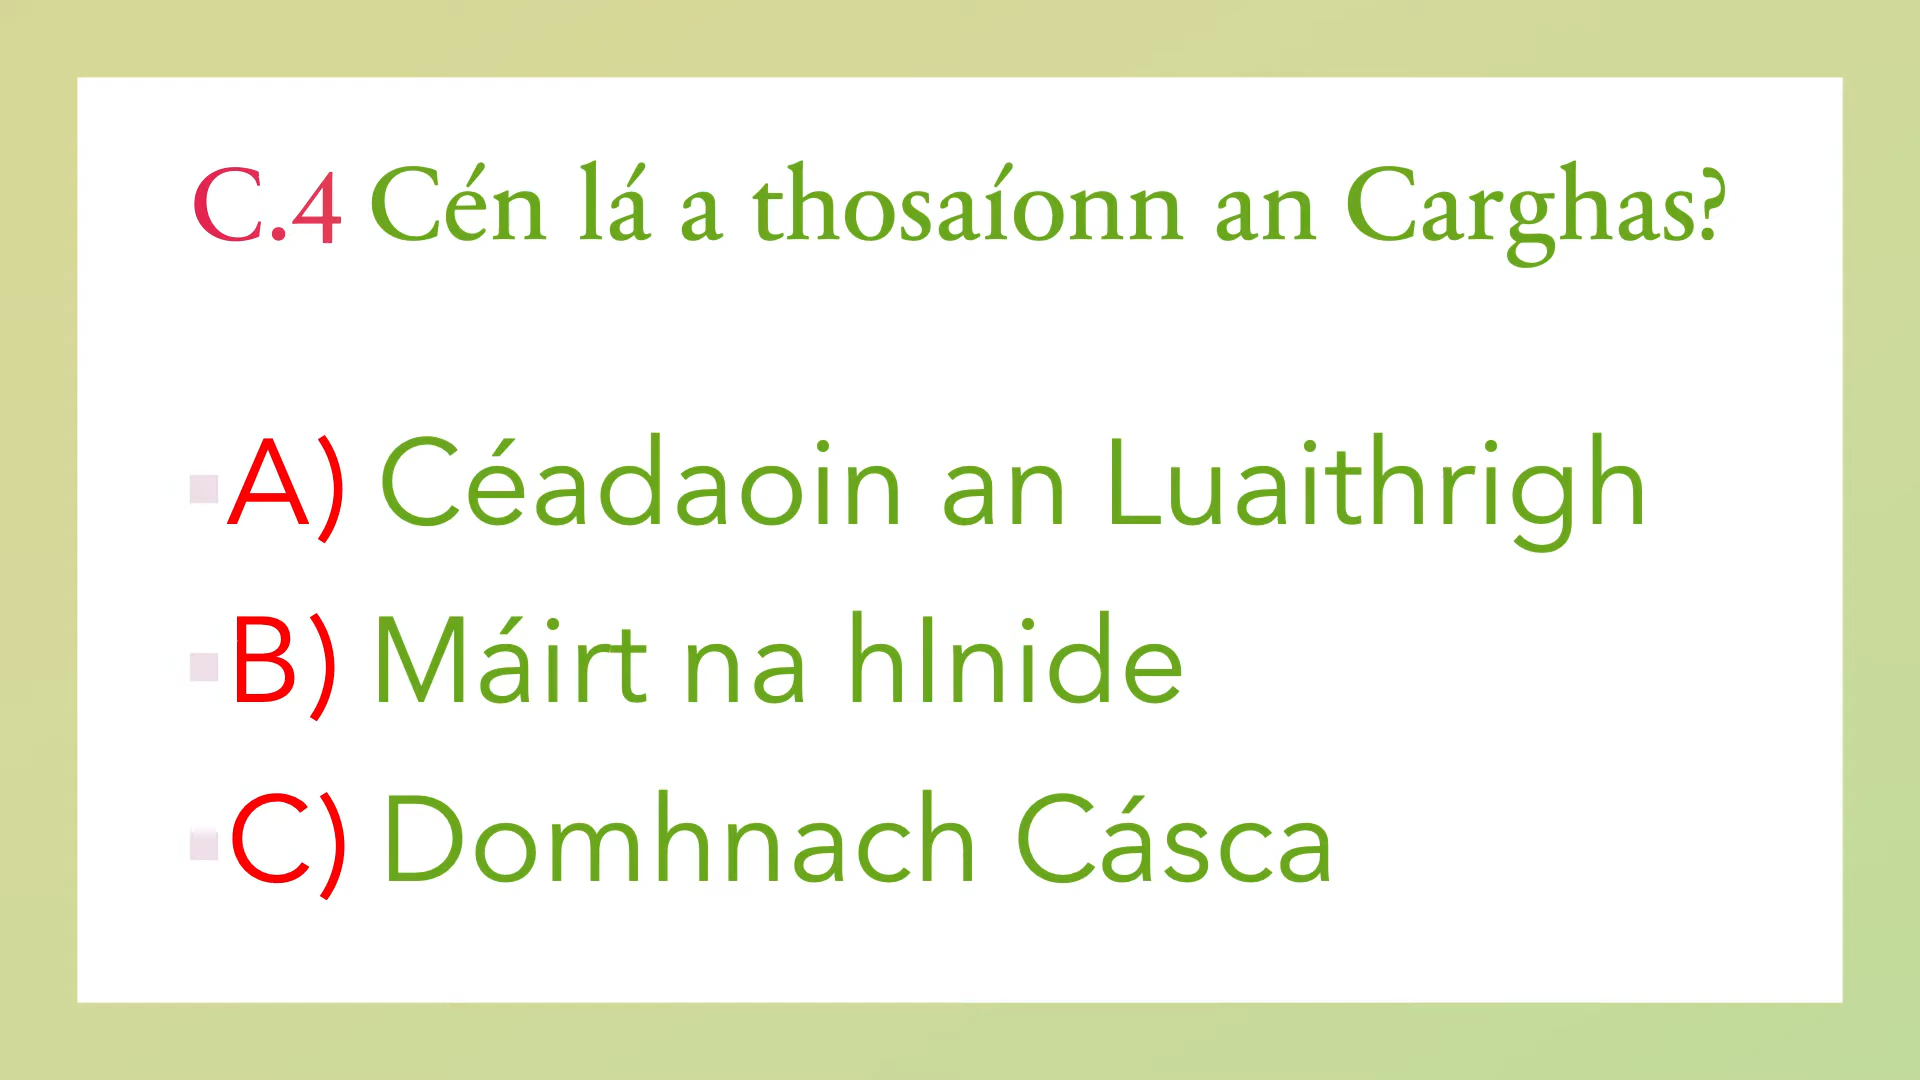 C.4 Cén lá a thosaíonn an Carghas?
A) Céadaoin an Luaithrigh
B) Máirt na hInide
C) Domhnach Cásca